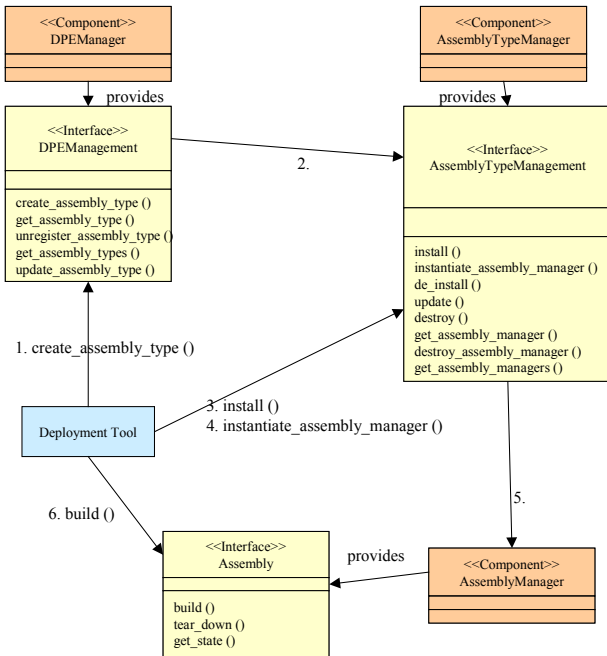 <<Component>>
DPEManager
<<Component>>
AssemblyTypeManager
provides
provides
<<Interface>>
DPEManagement
create_assembly_type ()
get_assembly_type ()
unregister_assembly_type ()
get_assembly_types ()
update_assembly_type ()
2.
<<Interface>>
AssemblyTypeManagement
install ()
instantiate_assembly_manager ()
de_install ()
update ()
destroy ()
get_assembly_manager ()
destroy_assembly_manager ()
get_assembly_managers ()
1. create_assembly_type ()
Deployment Tool
3. install ()
4. instantiate_assembly_manager ()
5.
6. build ()
<<Interface>>
Assembly
build ()
tear_down ()
get_state ()
provides
<<Component>>
AssemblyManager